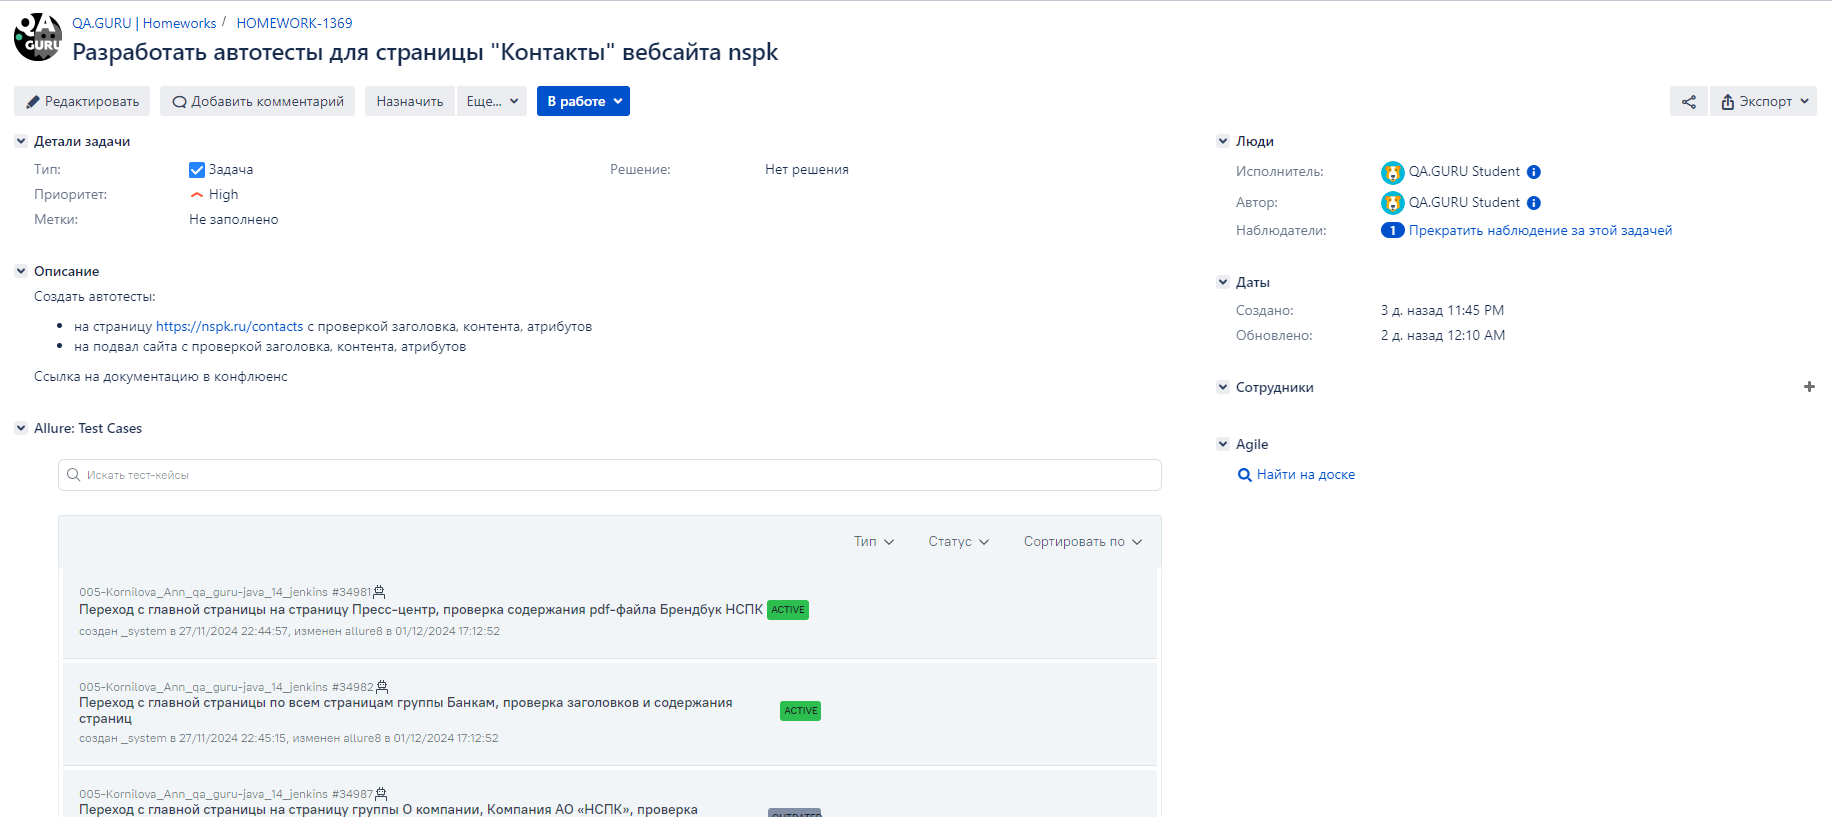 QA GURU
QA.GURU | Homeworks / HOMEWORK-1369
Разработать автотесты для страницы "Контакты" вебсайта nspk
Редактировать
Добавить комментарий
Назначить
Еще...
В работе
Экспорт
Детали задачи
Тип: Задача
Решение: Нет решения
Приоритет: High
Метки: Не заполнено
Описание
Создать автотесты:
• на страницу https://nspk.ru/contacts с проверкой заголовка, контента, атрибутов
• на подвал сайта с проверкой заголовка, контента, атрибутов
Ссылка на документацию в конфлюенс
Allure: Test Cases
Искать тест-кейсы
Тип Статус Сортировать по
005-Kornilova_Ann_qa_guru-java_14_jenkins #34981
Переход с главной страницы на страницу Пресс-центр, проверка содержания pdf-файла Брендбук НСПК ACTIVE
создан _system в 27/11/2024 22:44:57, изменен allure8 в 01/12/2024 17:12:52
005-Kornilova_Ann_qa_guru-java_14_jenkins #34982
Переход с главной страницы по всем страницам группы Банкам, проверка заголовков и содержания
страниц
ACTIVE
создан _system в 27/11/2024 22:45:15, изменен allure8 в 01/12/2024 17:12:52
005-Kornilova_Ann_qa_guru-java_14_jenkins #34987
Переход с главной страницы на страницу группы О компании, Компания АО «НСПК», проверка
OUTDATED
Люди
Исполнитель: QA.GURU Student
Автор: QA.GURU Student
Наблюдатели: 1 Прекратить наблюдение за этой задачей
Даты
Создано: 3 д. назад 11:45 PM
Обновлено: 2 д. назад 12:10 AM
Сотрудники
Agile
Найти на доске